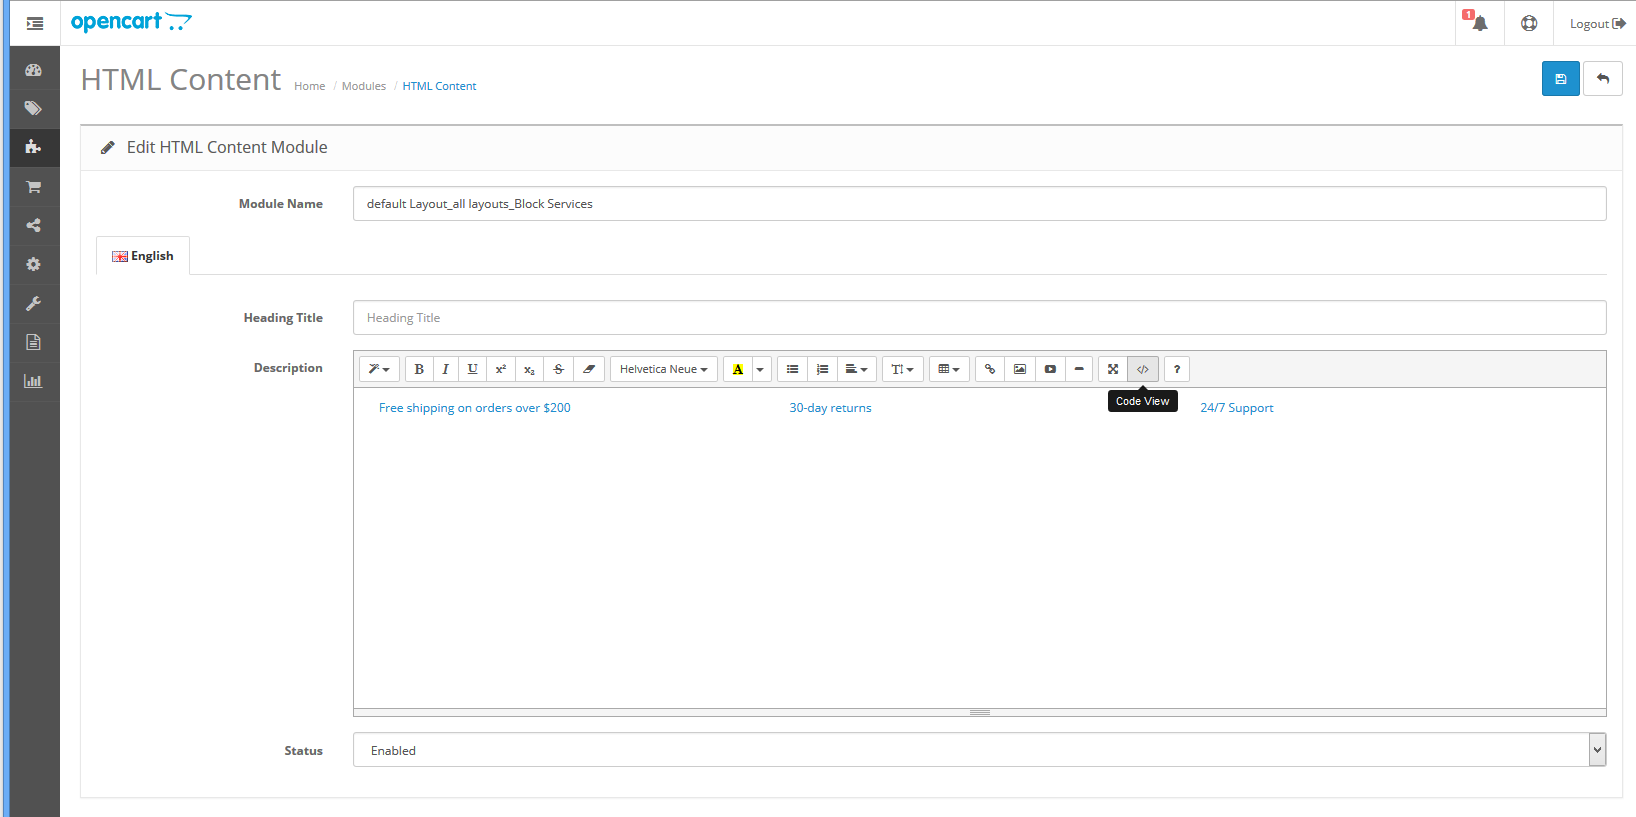 opencart
1
Logout
HTML Content
Home / Modules / HTML Content
Edit HTML Content Module
Module Name
default Layout_all layouts_Block Services
English
Heading Title
Heading Title
Description
B I U x² x₂ S Helvetica Neue A T </> ?
Code View
Free shipping on orders over $200
30-day returns
24/7 Support
Status
Enabled